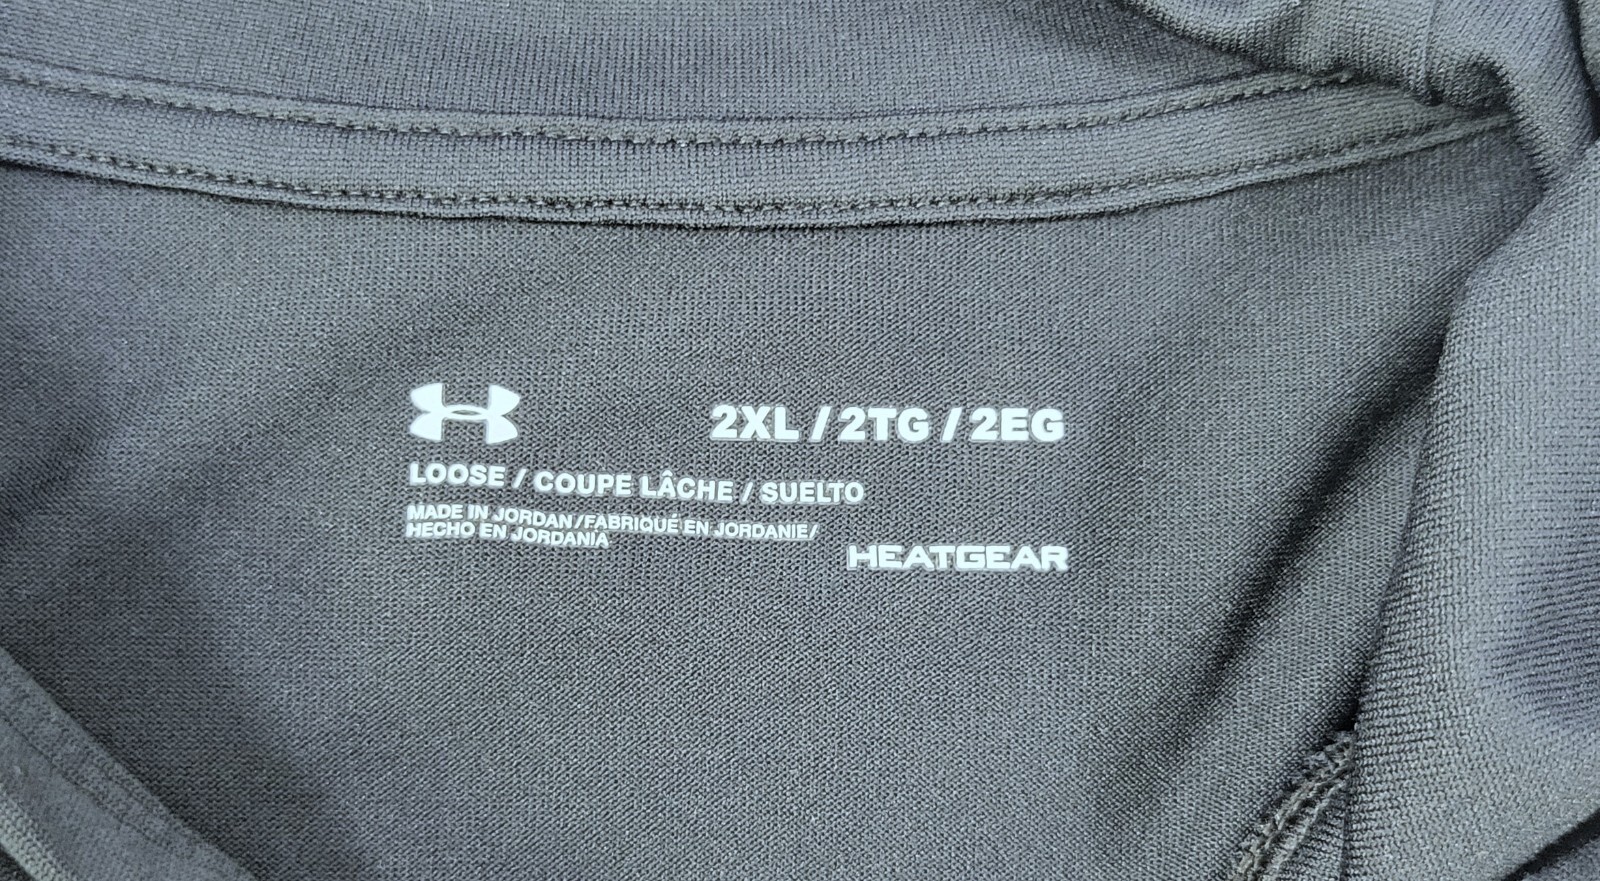 2XL / 2TG / 2EG
LOOSE / COUPE LÂCHE / SUELTO
MADE IN JORDAN/FABRIQUÉ EN JORDANIE/
HECHO EN JORDANIA
HEATGEAR